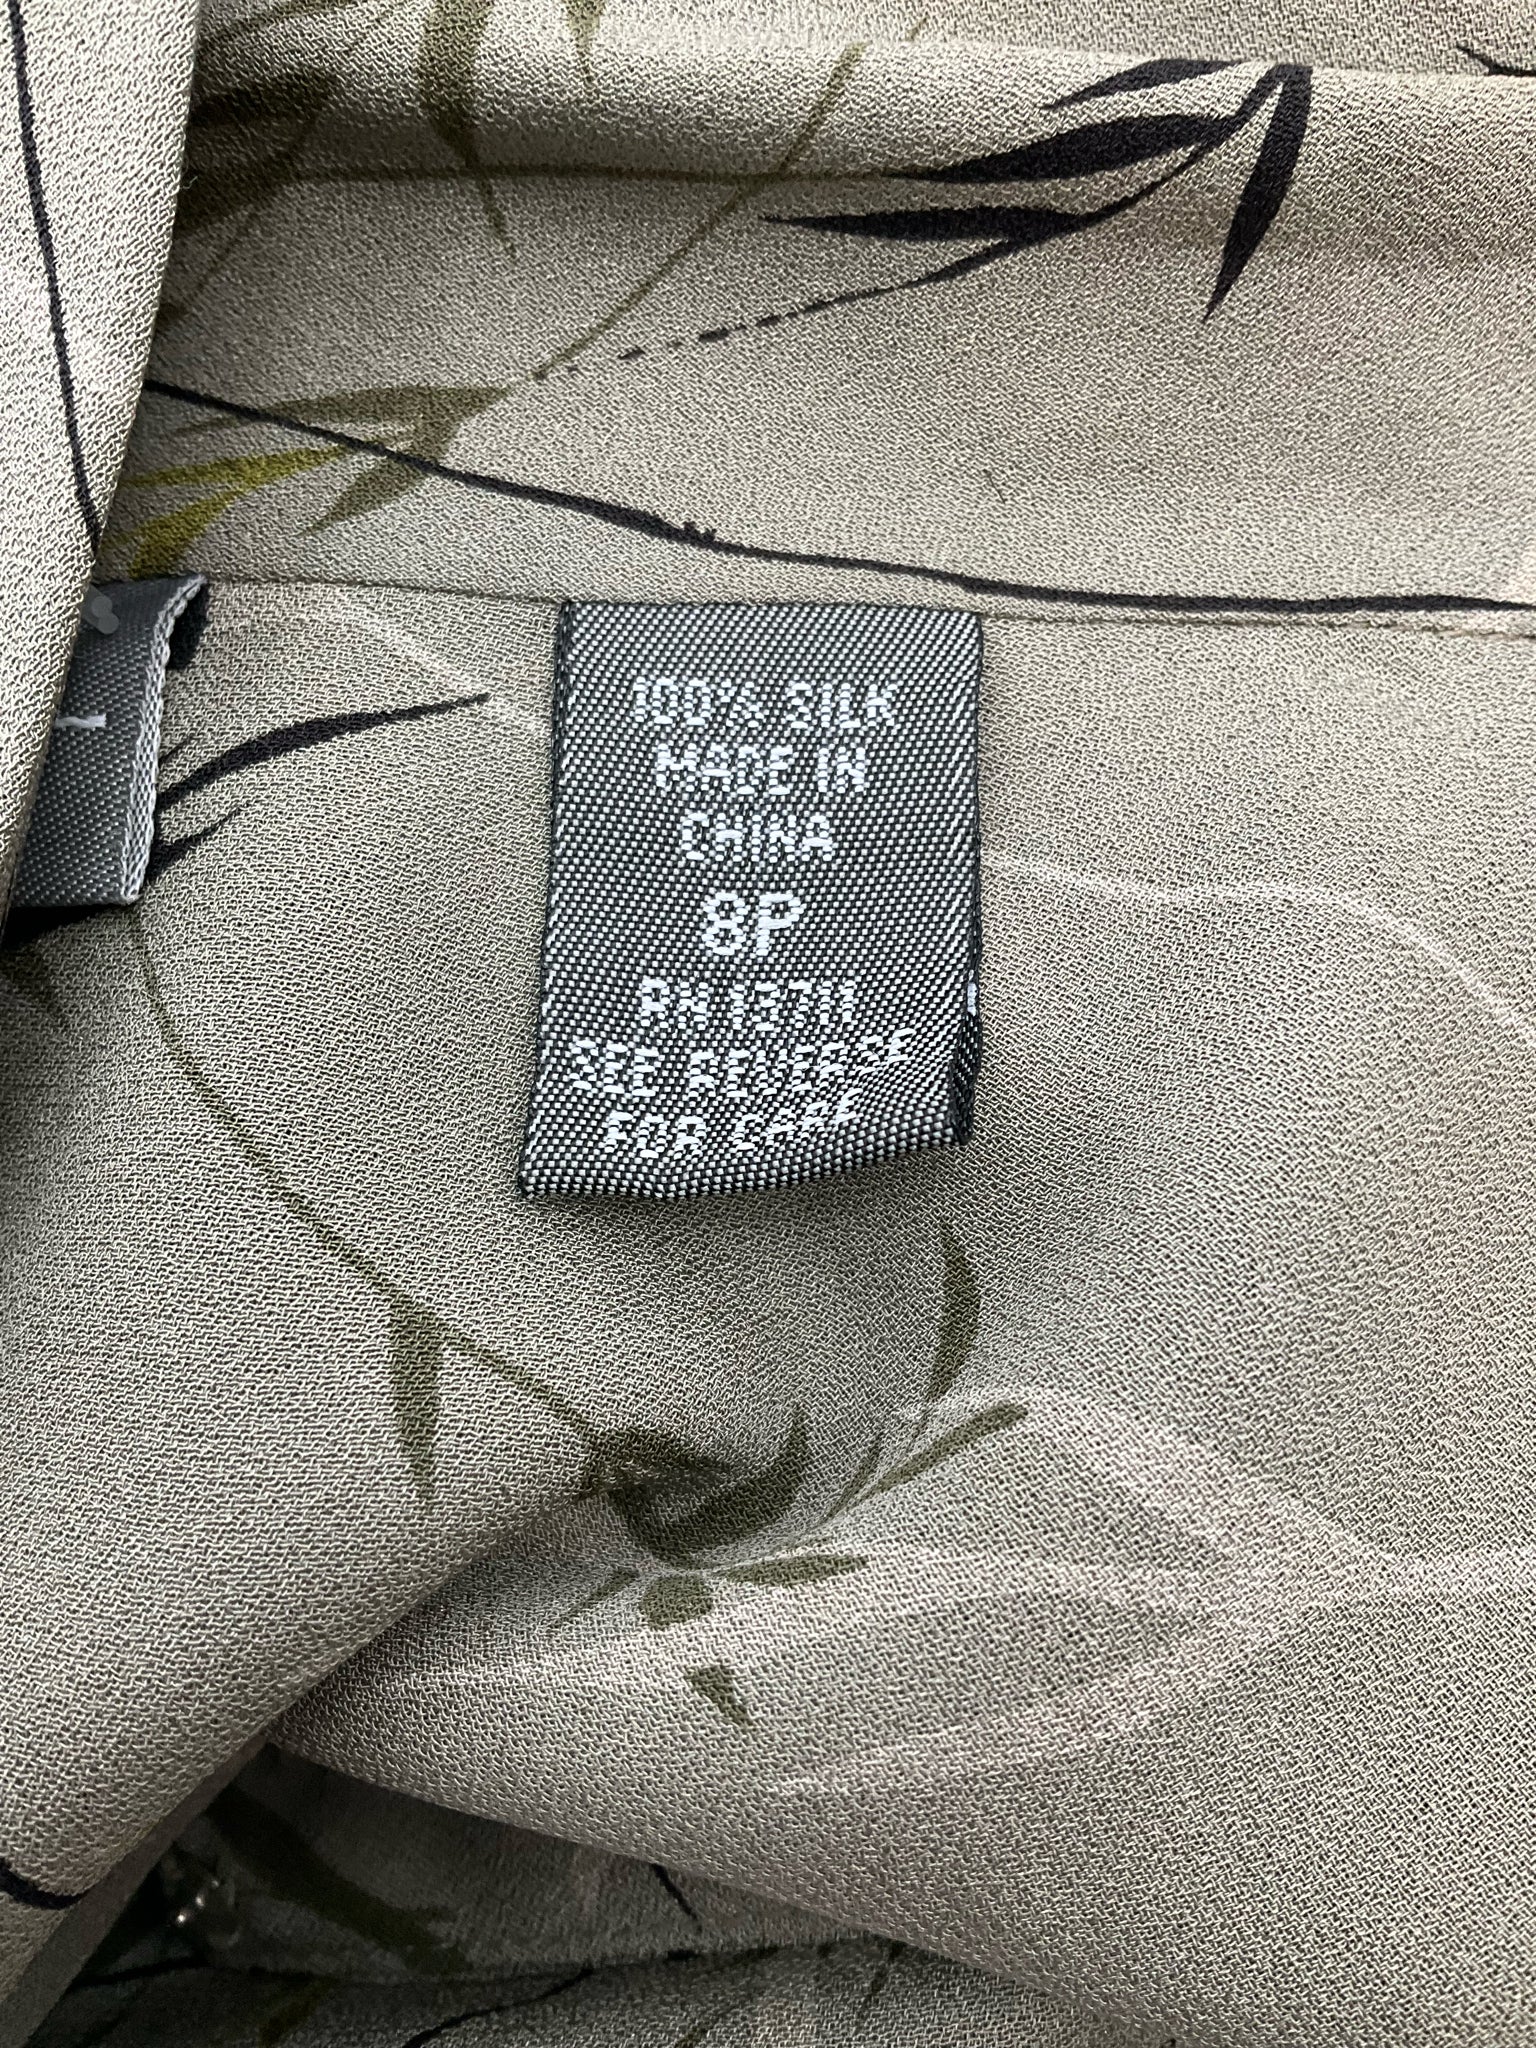 100% SILK
MADE IN
CHINA
8P
RN 13711
SEE REVERSE
FOR CARE